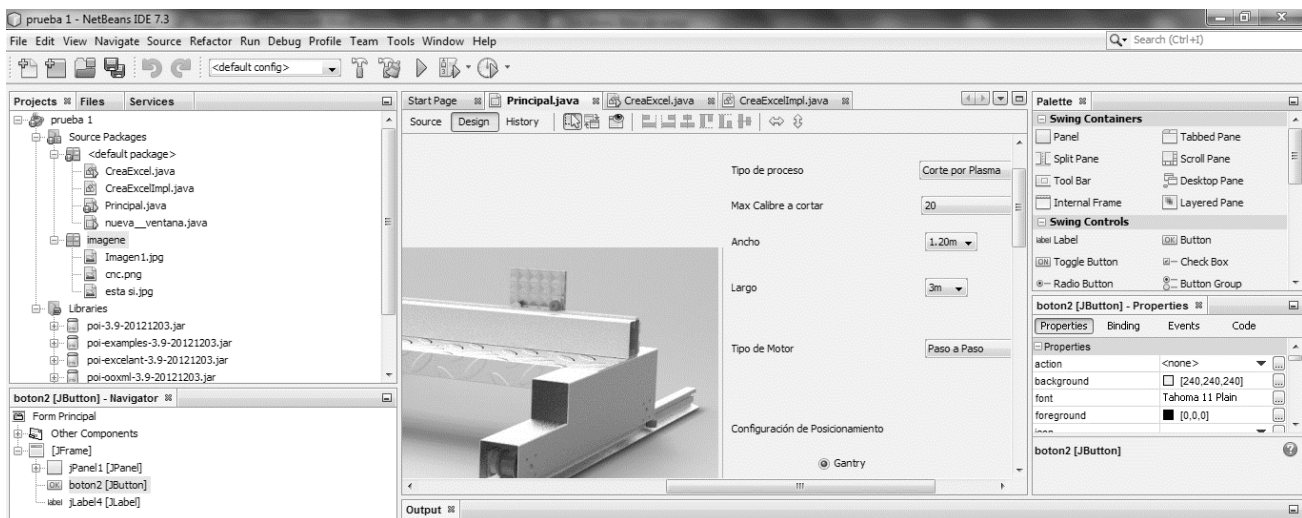 prueba 1 - NetBeans IDE 7.3
File Edit View Navigate Source Refactor Run Debug Profile Team Tools Window Help
Search (Ctrl+I)
<default config>
Projects Files Services
prueba 1
Source Packages
<default package>
CreaExcel.java
CreaExcelImpl.java
Principal.java
nueva__ventana.java
imagene
Imagen1.jpg
cnc.png
esta si.jpg
Libraries
poi-3.9-20121203.jar
poi-examples-3.9-20121203.jar
poi-excelant-3.9-20121203.jar
poi-ooxml-3.9-20121203.jar
boton2 [JButton] - Navigator
Form Principal
Other Components
[JFrame]
jPanel1 [JPanel]
OK boton2 [JButton]
label jLabel4 [JLabel]
Start Page Principal.java CreaExcel.java CreaExcelImpl.java
Source Design History
Tipo de proceso Corte por Plasma
Max Calibre a cortar 20
Ancho 1.20m
Largo 3m
Tipo de Motor Paso a Paso
Configuración de Posicionamiento
Gantry
Output
Palette
Swing Containers
Panel Tabbed Pane
Split Pane Scroll Pane
Tool Bar Desktop Pane
Internal Frame Layered Pane
Swing Controls
label Label OK Button
ON Toggle Button Check Box
Radio Button Button Group
boton2 [JButton] - Properties
Properties Binding Events Code
Properties
action <none>
background [240,240,240]
font Tahoma 11 Plain
foreground [0,0,0]
boton2 [JButton]